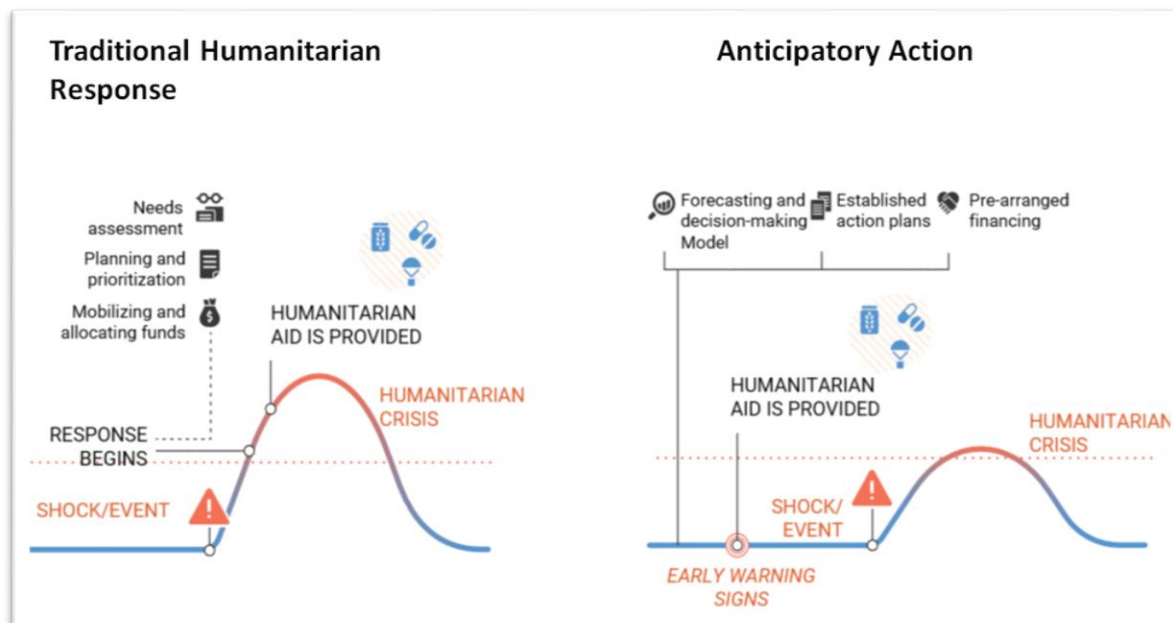 Traditional Humanitarian
Response
Needs
assessment
Planning and
prioritization
Mobilizing and
allocating funds
HUMANITARIAN
AID IS PROVIDED
HUMANITARIAN
CRISIS
RESPONSE
BEGINS
SHOCK/EVENT
Anticipatory Action
Forecasting and
decision-making
Model
Established
action plans
Pre-arranged
financing
HUMANITARIAN
AID IS PROVIDED
HUMANITARIAN
CRISIS
SHOCK/
EVENT
EARLY WARNING
SIGNS